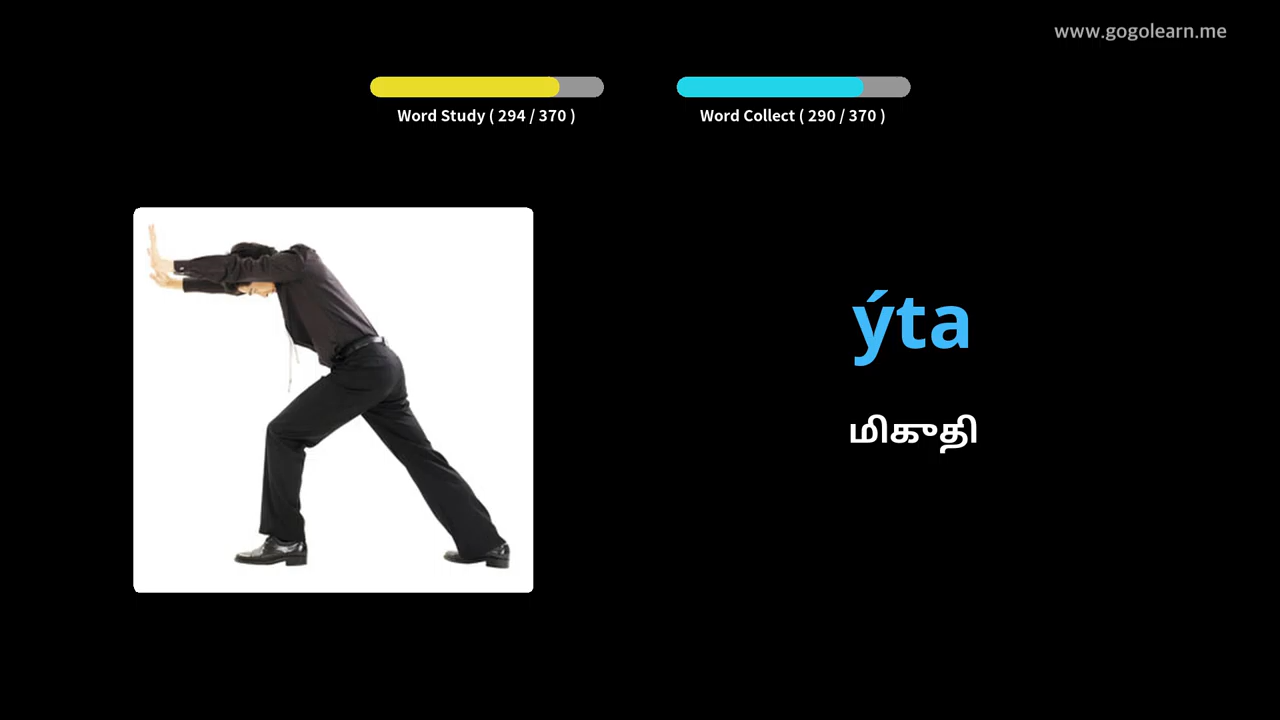 www.gogolearn.me
Word Study ( 294 / 370 )
Word Collect ( 290 / 370 )
ýta
மிகுதி